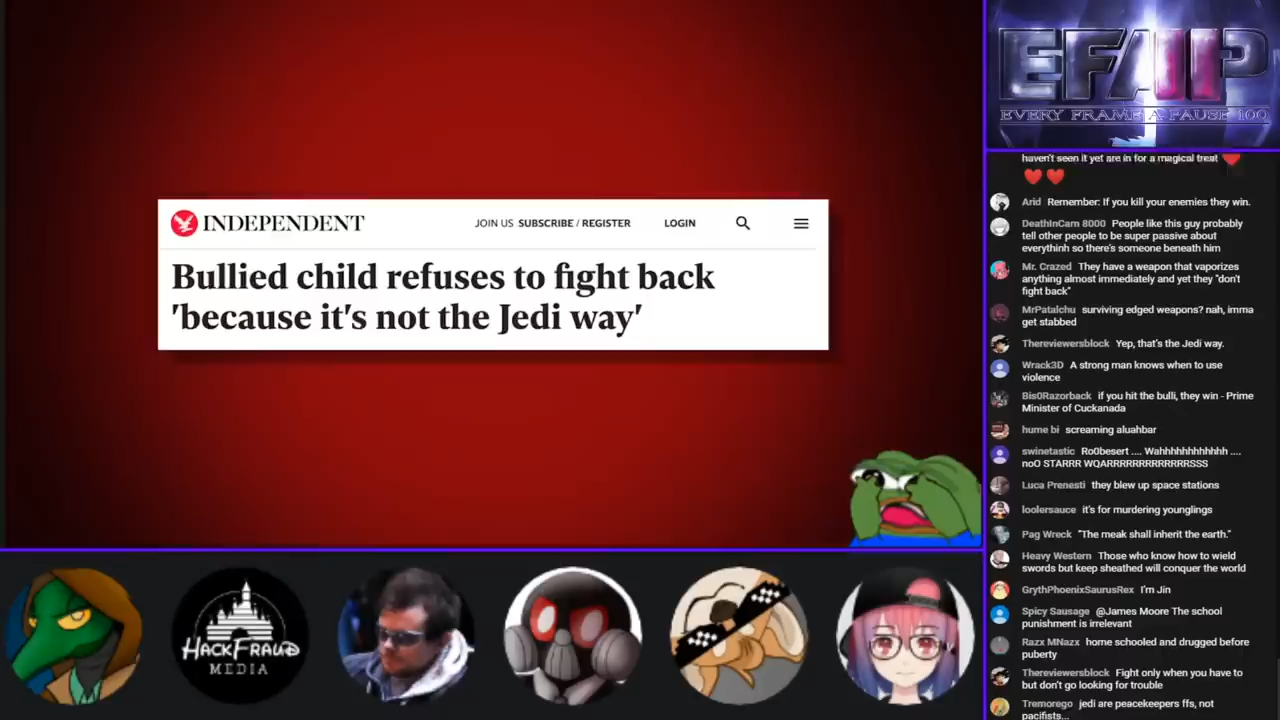 INDEPENDENT
JOIN US SUBSCRIBE / REGISTER LOGIN
Bullied child refuses to fight back
'because it's not the Jedi way'
HACKFRAUD
MEDIA
EFAP
EVERY FRAME A PAUSE 100
haven't seen it yet are in for a magical treat
Arid Remember: If you kill your enemies they win.
DeathInCam 8000 People like this guy probably
tell other people to be super passive about
everythinh so there's someone beneath him
Mr. Crazed They have a weapon that vaporizes
anything almost immediately and yet they "don't
fight back"
MrPatalchu surviving edged weapons? nah, imma
get stabbed
Thereviewersblock Yep, that's the Jedi way.
Wrack3D A strong man knows when to use
violence
Bis0Razorback if you hit the bulli, they win - Prime
Minister of Cuckanada
hume bi screaming aluahbar
swinetastic Ro0besert .... Wahhhhhhhhhhhh ....
noO STARRR WQARRRRRRRRRRRRRSSS
Luca Prenesti they blew up space stations
loolersauce it's for murdering younglings
Pag Wreck "The meak shall inherit the earth."
Heavy Western Those who know how to wield
swords but keep sheathed will conquer the world
GrythPhoenixSaurusRex I'm Jin
Spicy Sausage @James Moore The school
punishment is irrelevant
Razx MNazx home schooled and drugged before
puberty
Thereviewersblock Fight only when you have to
but don't go looking for trouble
Tremorego jedi are peacekeepers ffs, not
pacifists...